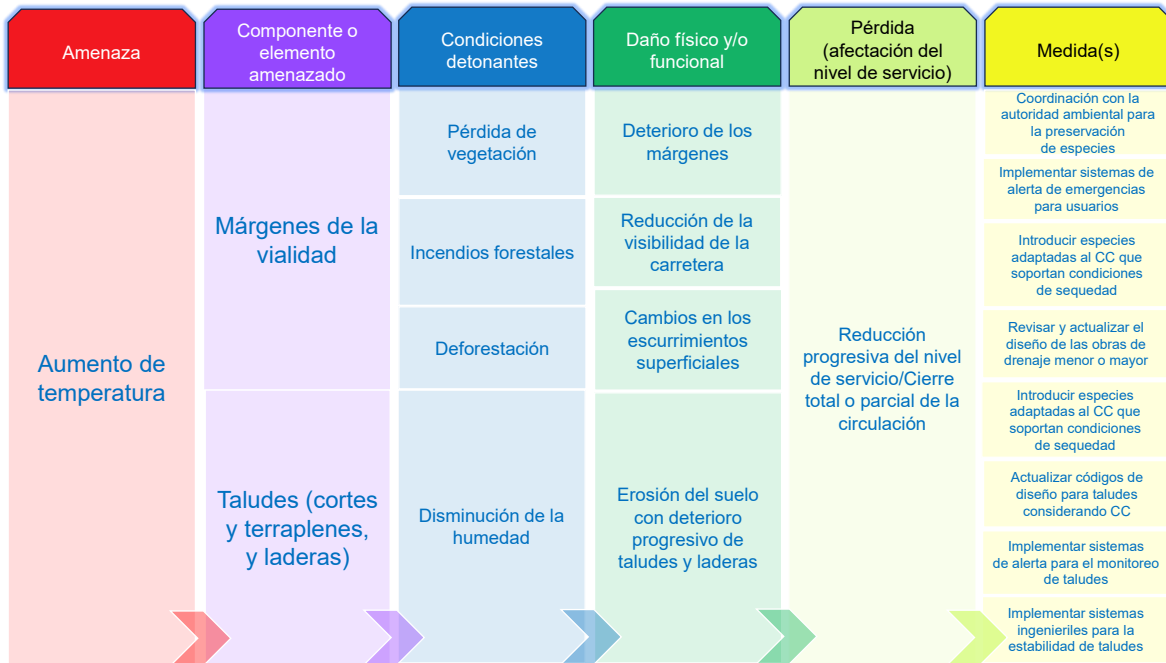 Amenaza
Componente o
elemento
amenazado
Condiciones
detonantes
Daño físico y/o
funcional
Pérdida
(afectación del
nivel de servicio)
Medida(s)
Aumento de
temperatura
Márgenes de la
vialidad
Taludes (cortes
y terraplenes,
y laderas)
Pérdida de
vegetación
Incendios forestales
Deforestación
Disminución de la
humedad
Deterioro de los
márgenes
Reducción de la
visibilidad de la
carretera
Cambios en los
escurrimientos
superficiales
Erosión del suelo
con deterioro
progresivo de
taludes y laderas
Reducción
progresiva del nivel
de servicio/Cierre
total o parcial de la
circulación
Coordinación con la
autoridad ambiental para
la preservación
de especies
Implementar sistemas de
alerta de emergencias
para usuarios
Introducir especies
adaptadas al CC que
soportan condiciones
de sequedad
Revisar y actualizar el
diseño de las obras de
drenaje menor o mayor
Introducir especies
adaptadas al CC que
soportan condiciones
de sequedad
Actualizar códigos de
diseño para taludes
considerando CC
Implementar sistemas
de alerta para el monitoreo
de taludes
Implementar sistemas
ingenieriles para la
estabilidad de taludes